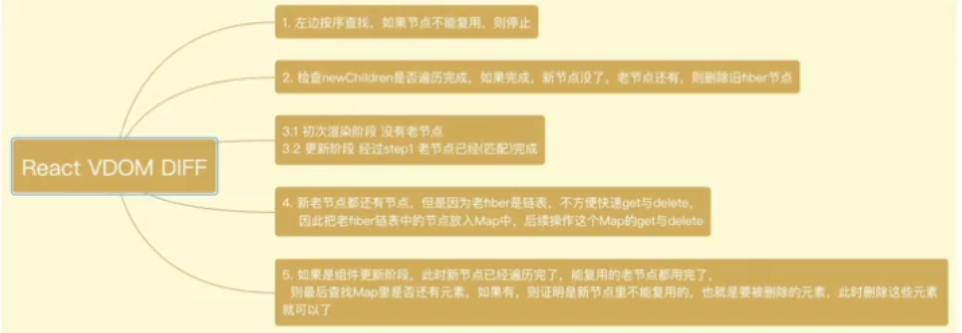 React VDOM DIFF
1. 左边按序查找，如果节点不能复用，则停止
2. 检查newChildren是否遍历完成，如果完成，新节点没了，老节点还有，则删除旧fiber节点
3.1 初次渲染阶段 没有老节点
3.2 更新阶段 经过step1 老节点已经(匹配)完成
4. 新老节点都还有节点，但是因为老fiber是链表，不方便快速get与delete，
因此把老fiber链表中的节点放入Map中，后续操作这个Map的get与delete
5. 如果是组件更新阶段，此时新节点已经遍历完了，能复用的老节点都用完了，
则最后查找Map里是否还有元素，如果有，则证明是新节点里不能复用的，也就是要被删除的元素，此时删除这些元素
就可以了